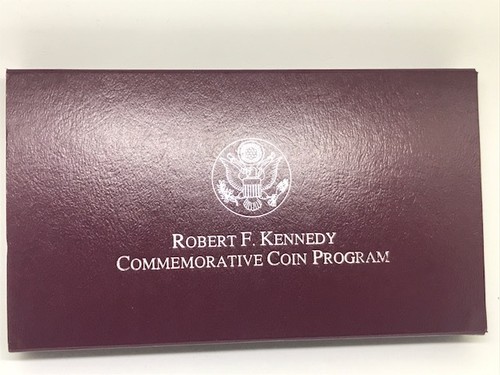 ROBERT F. KENNEDY
COMMEMORATIVE COIN PROGRAM